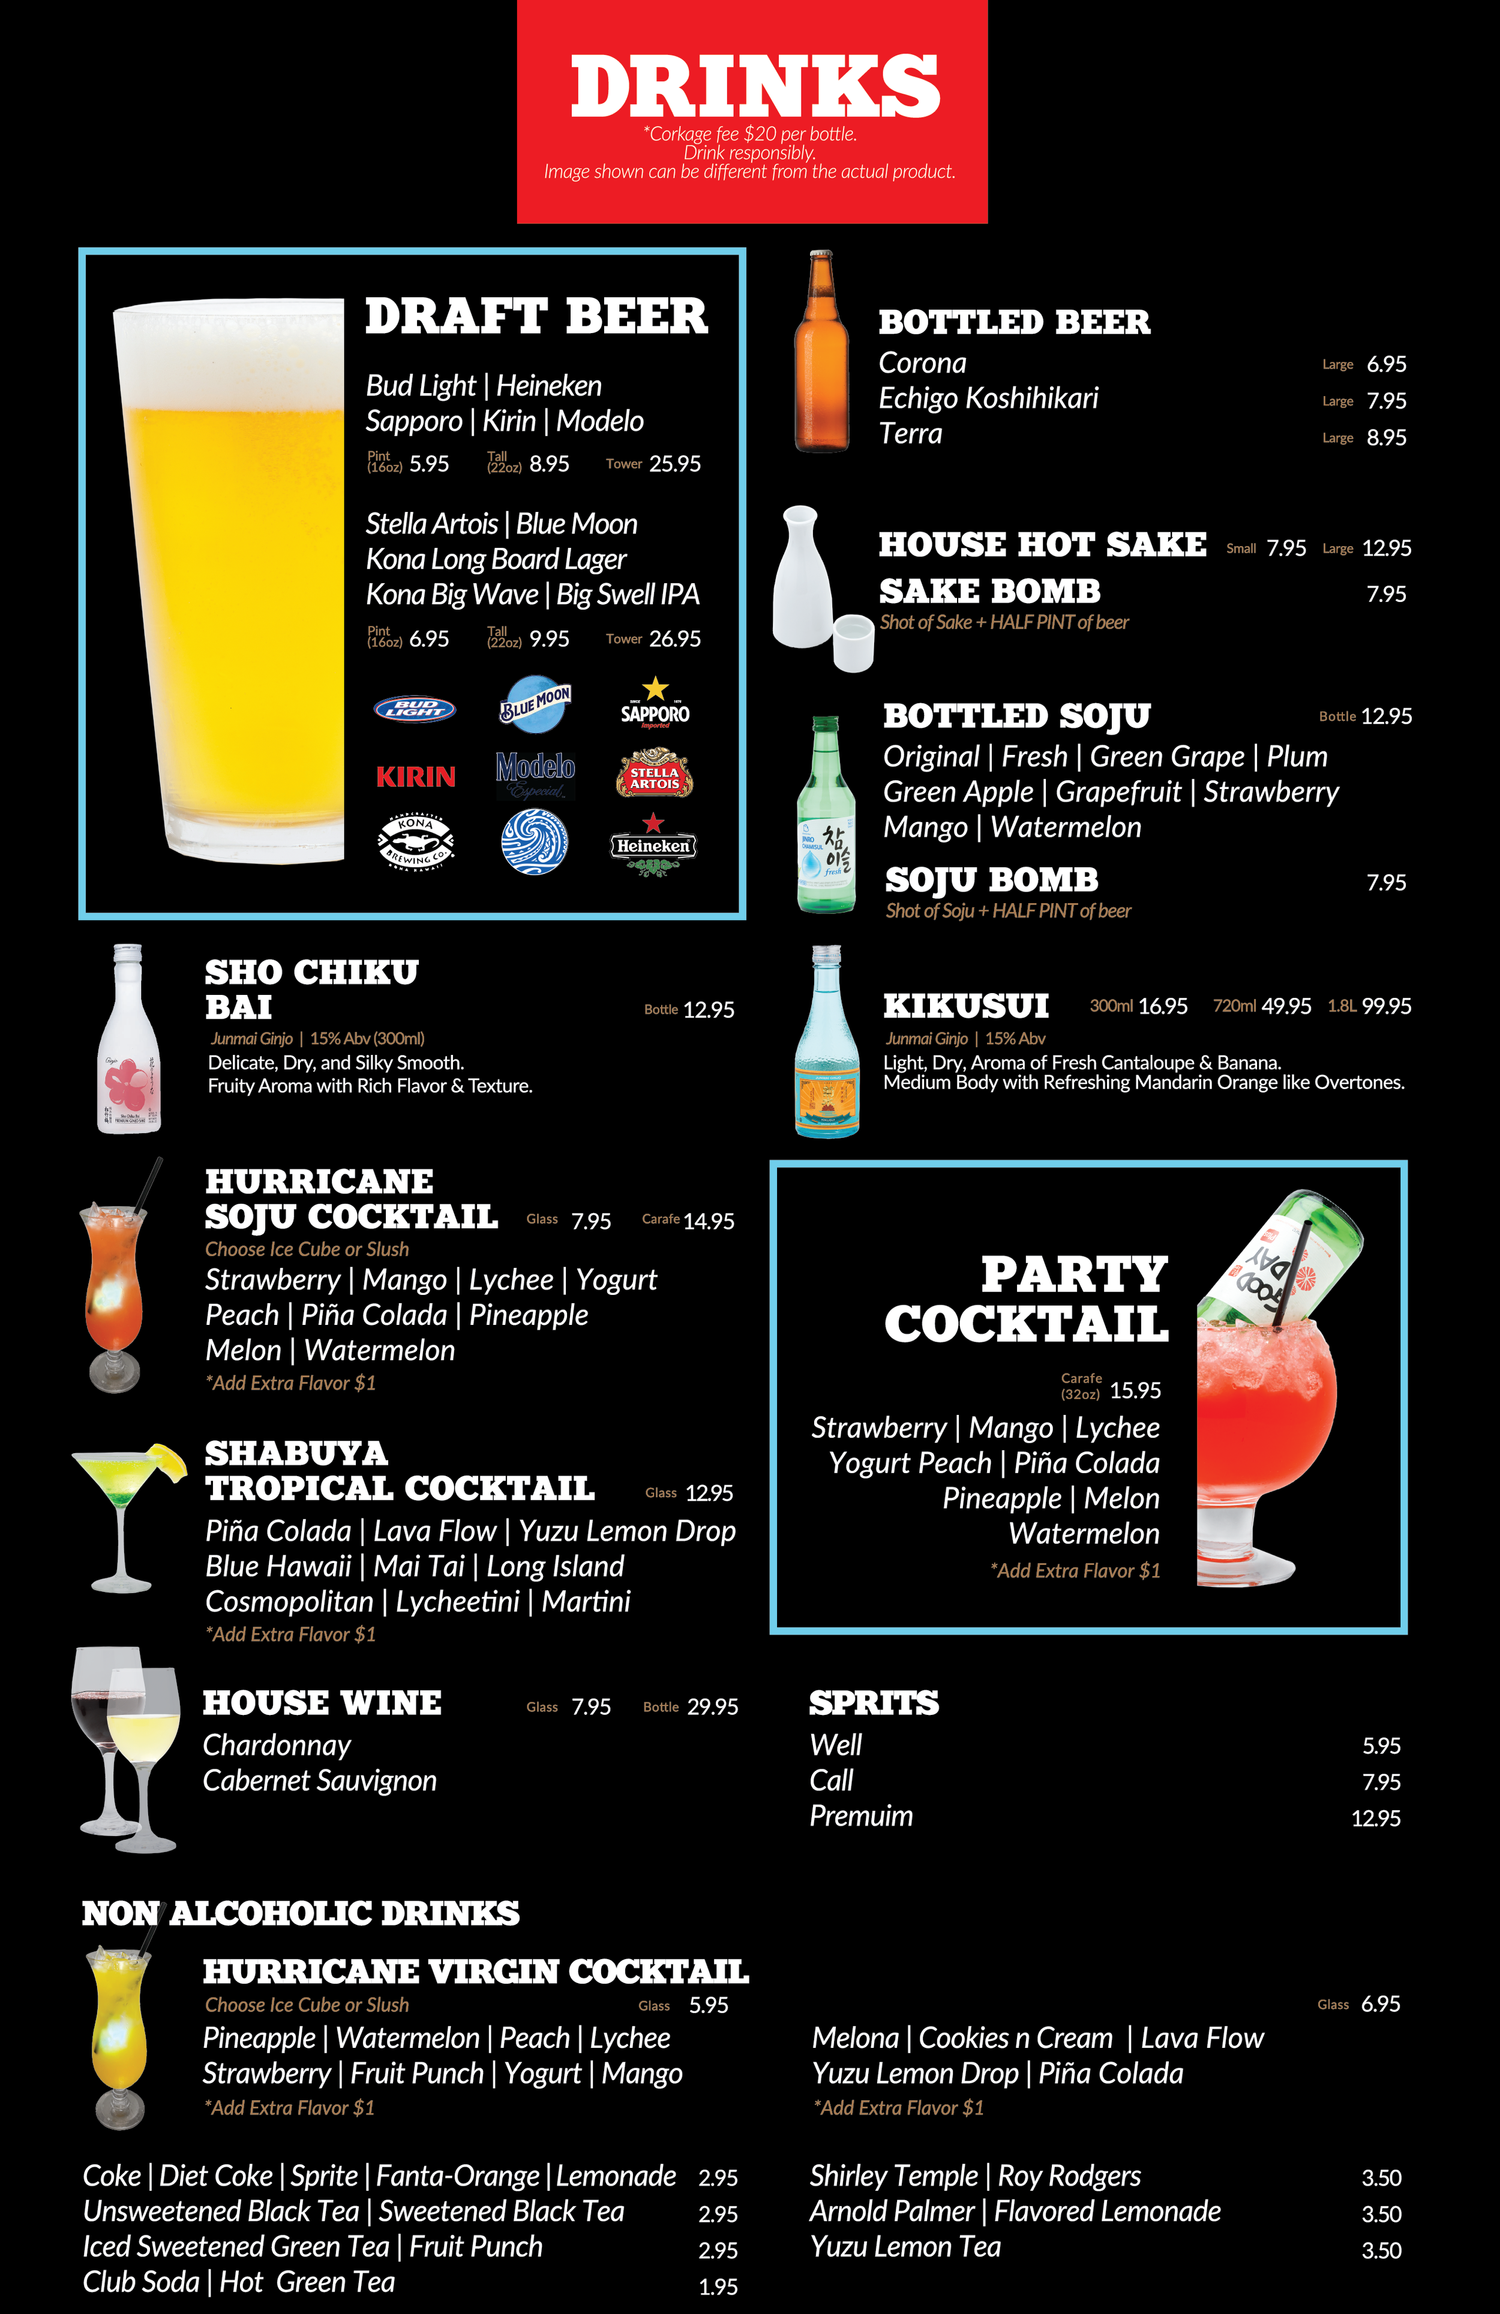 DRINKS
*Corkage fee $20 per bottle.
Drink responsibly.
Image shown can be different from the actual product.
DRAFT BEER
Bud Light | Heineken
Sapporo | Kirin | Modelo
Pint (16oz) 5.95 Tall (22oz) 8.95 Tower 25.95
Stella Artois | Blue Moon
Kona Long Board Lager
Kona Big Wave | Big Swell IPA
Pint (16oz) 6.95 Tall (22oz) 9.95 Tower 26.95
BUD LIGHT
BLUE MOON
SINCE 1876
SAPPORO
Imported
KIRIN
Modelo
Especial
STELLA ARTOIS
HANDCRAFTED
KONA
BREWING CO.
KONA HAWAII
Heineken
BOTTLED BEER
Corona Large 6.95
Echigo Koshihikari Large 7.95
Terra Large 8.95
HOUSE HOT SAKE Small 7.95 Large 12.95
SAKE BOMB 7.95
Shot of Sake + HALF PINT of beer
BOTTLED SOJU Bottle 12.95
Original | Fresh | Green Grape | Plum
Green Apple | Grapefruit | Strawberry
Mango | Watermelon
참
이슬
fresh
SOJU BOMB 7.95
Shot of Soju + HALF PINT of beer
SHO CHIKU
BAI Bottle 12.95
Junmai Ginjo | 15% Abv (300ml)
Delicate, Dry, and Silky Smooth.
Fruity Aroma with Rich Flavor & Texture.
Ginjo
KIKUSUI 300ml 16.95 720ml 49.95 1.8L 99.95
Junmai Ginjo | 15% Abv
Light, Dry, Aroma of Fresh Cantaloupe & Banana.
Medium Body with Refreshing Mandarin Orange like Overtones.
HURRICANE
SOJU COCKTAIL Glass 7.95 Carafe 14.95
Choose Ice Cube or Slush
Strawberry | Mango | Lychee | Yogurt
Peach | Piña Colada | Pineapple
Melon | Watermelon
*Add Extra Flavor $1
PARTY
COCKTAIL
Carafe (32oz) 15.95
Strawberry | Mango | Lychee
Yogurt Peach | Piña Colada
Pineapple | Melon
Watermelon
*Add Extra Flavor $1
GOOD
DAY
SHABUYA
TROPICAL COCKTAIL Glass 12.95
Piña Colada | Lava Flow | Yuzu Lemon Drop
Blue Hawaii | Mai Tai | Long Island
Cosmopolitan | Lycheetini | Martini
*Add Extra Flavor $1
HOUSE WINE Glass 7.95 Bottle 29.95
Chardonnay
Cabernet Sauvignon
SPRITS
Well 5.95
Call 7.95
Premuim 12.95
NON ALCOHOLIC DRINKS
HURRICANE VIRGIN COCKTAIL
Choose Ice Cube or Slush Glass 5.95
Pineapple | Watermelon | Peach | Lychee
Strawberry | Fruit Punch | Yogurt | Mango
*Add Extra Flavor $1
Glass 6.95
Melona | Cookies n Cream | Lava Flow
Yuzu Lemon Drop | Piña Colada
*Add Extra Flavor $1
Coke | Diet Coke | Sprite | Fanta-Orange | Lemonade 2.95
Unsweetened Black Tea | Sweetened Black Tea 2.95
Iced Sweetened Green Tea | Fruit Punch 2.95
Club Soda | Hot Green Tea 1.95
Shirley Temple | Roy Rodgers 3.50
Arnold Palmer | Flavored Lemonade 3.50
Yuzu Lemon Tea 3.50